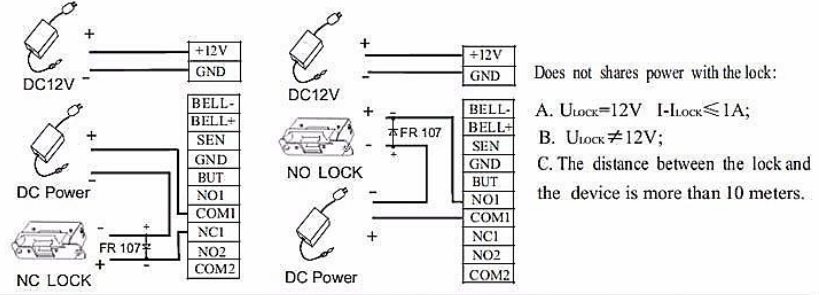 +
+12V
GND
-
DC12V
BELL-
BELL+
SEN
GND
BUT
NO1
COM1
NC1
NO2
COM2
+
-
DC Power
-
+
FR 107
+
-
NC LOCK
+
+12V
GND
-
DC12V
BELL-
BELL+
SEN
GND
BUT
NO1
COM1
NC1
NO2
COM2
+
-
-
FR 107
+
NO LOCK
-
+
DC Power
Does not shares power with the lock:
A. ULOCK=12V I-ILOCK≤1A;
B. ULOCK≠12V;
C. The distance between the lock and
the device is more than 10 meters.